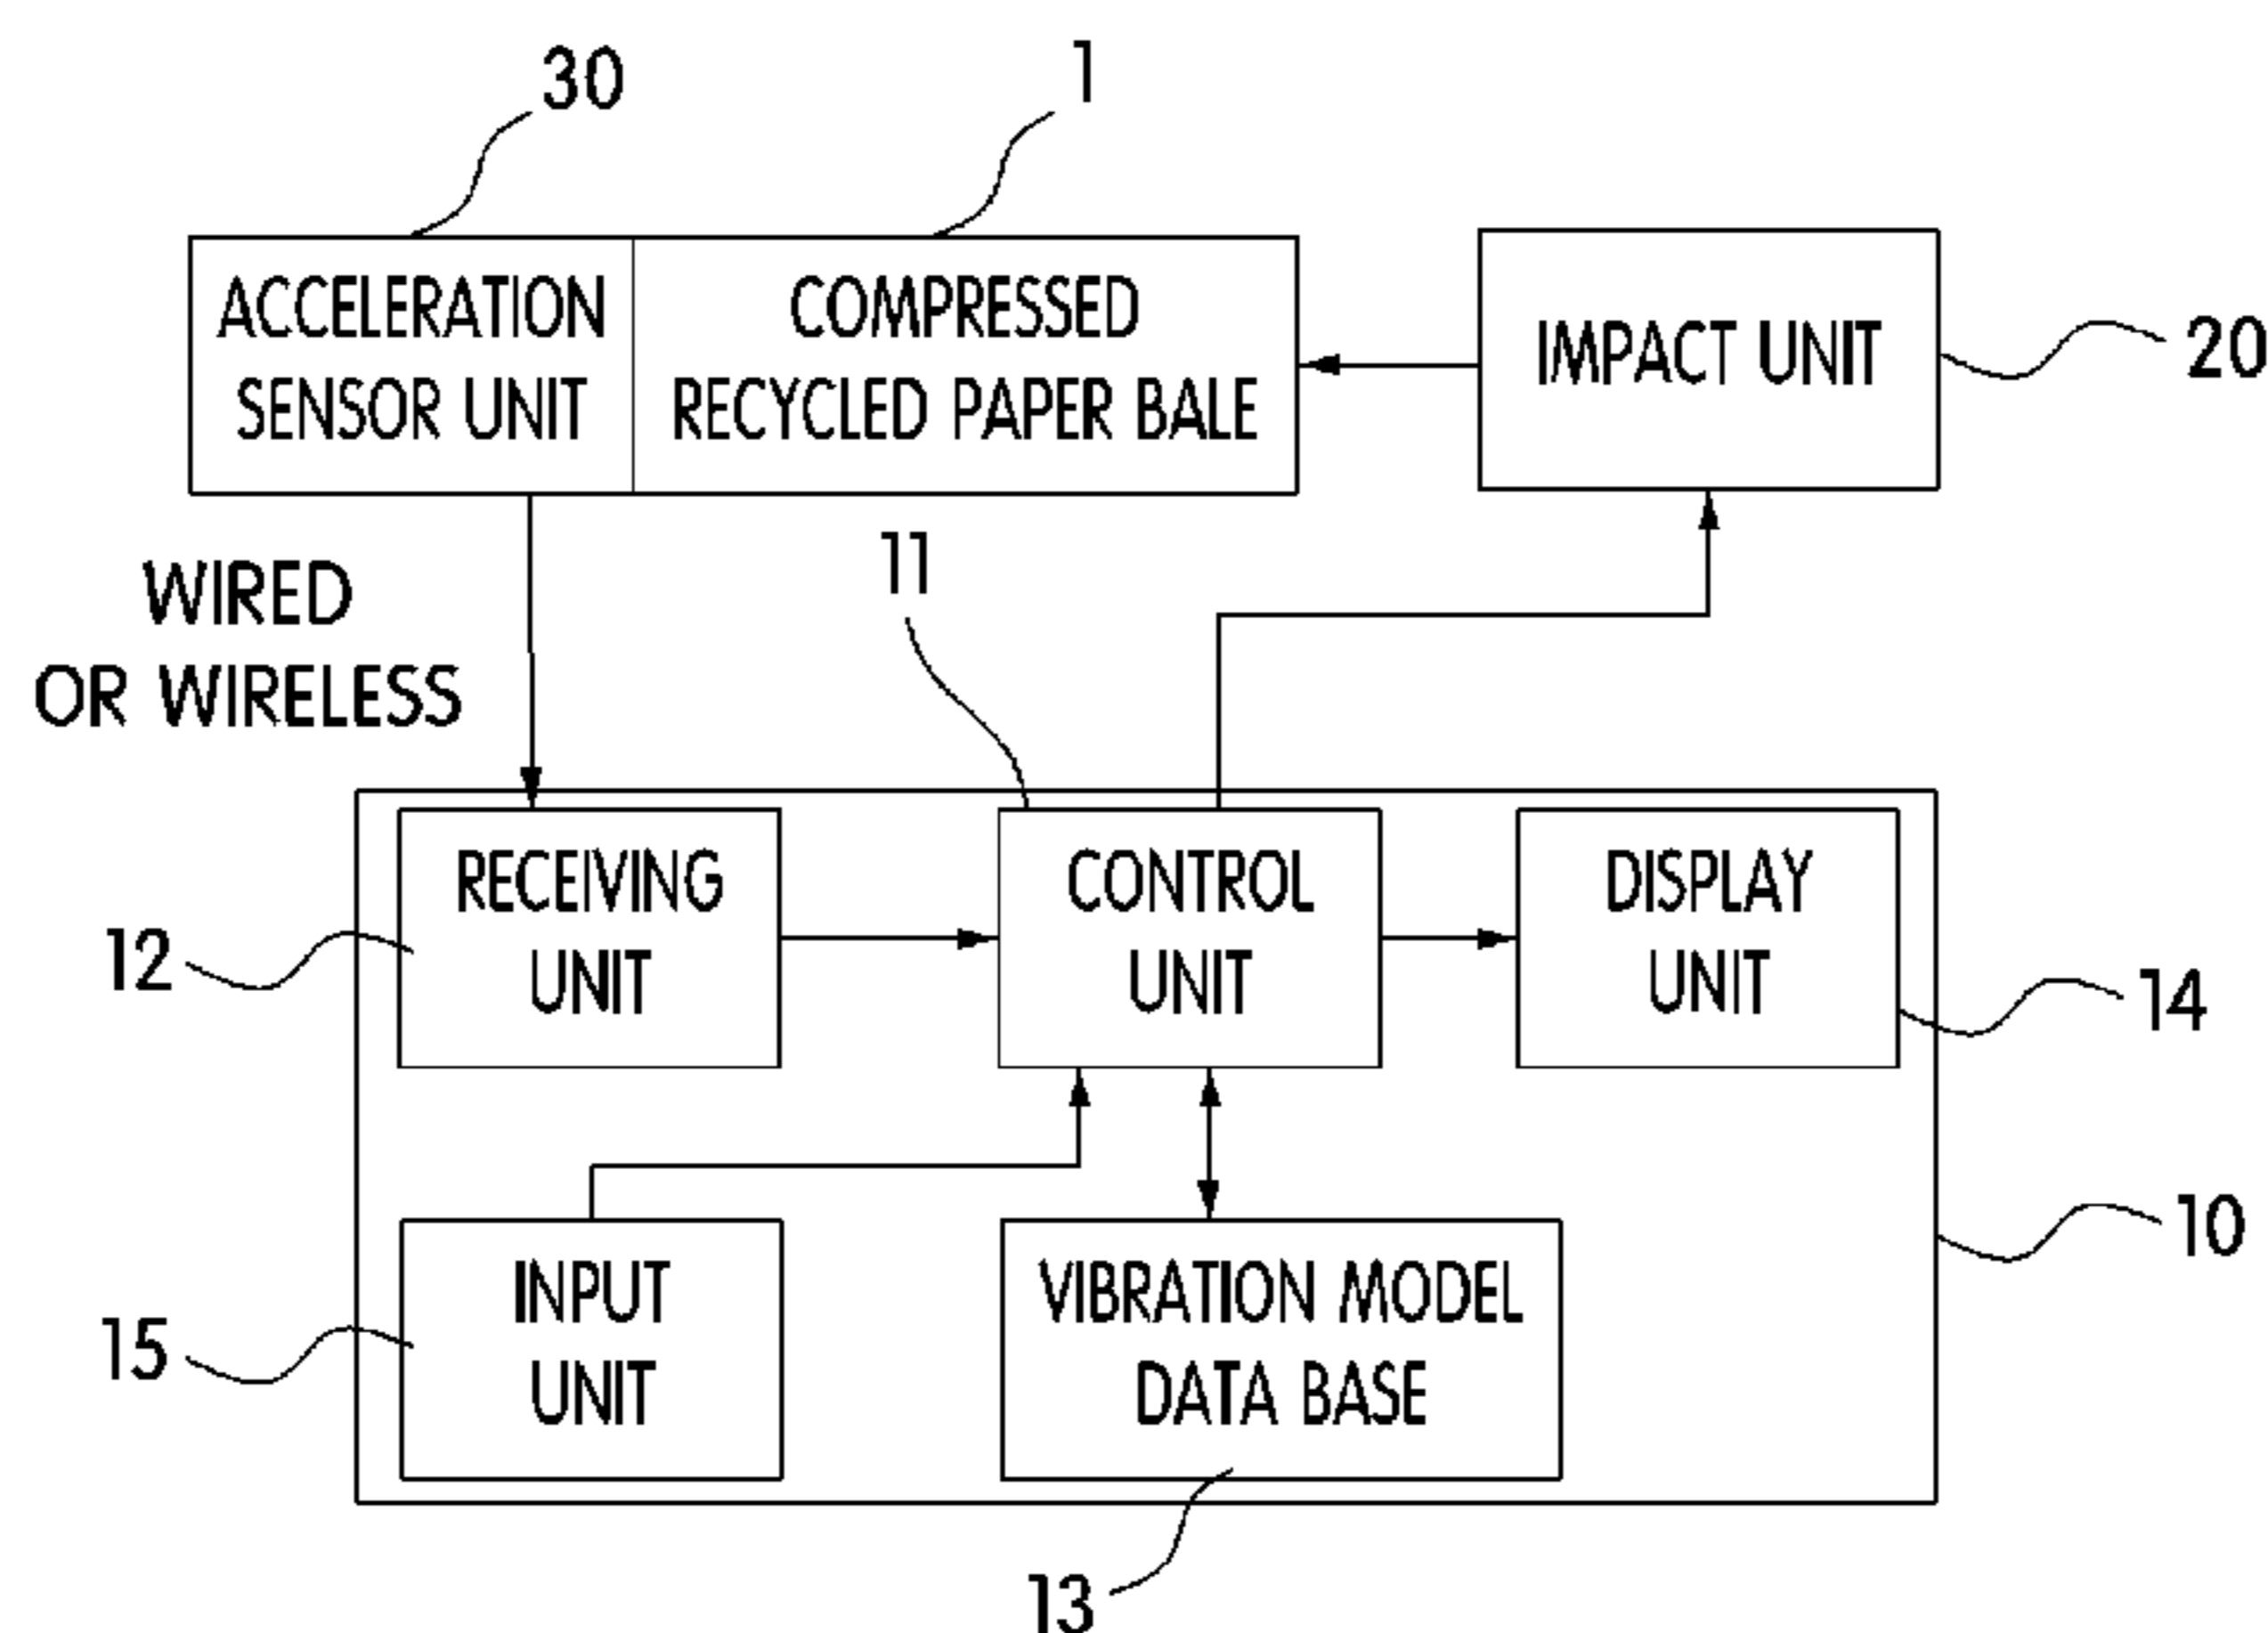 30
1
ACCELERATION
SENSOR UNIT
COMPRESSED
RECYCLED PAPER BALE
IMPACT UNIT
20
WIRED
OR WIRELESS
11
RECEIVING
UNIT
CONTROL
UNIT
DISPLAY
UNIT
12
14
INPUT
UNIT
VIBRATION MODEL
DATA BASE
10
15
13